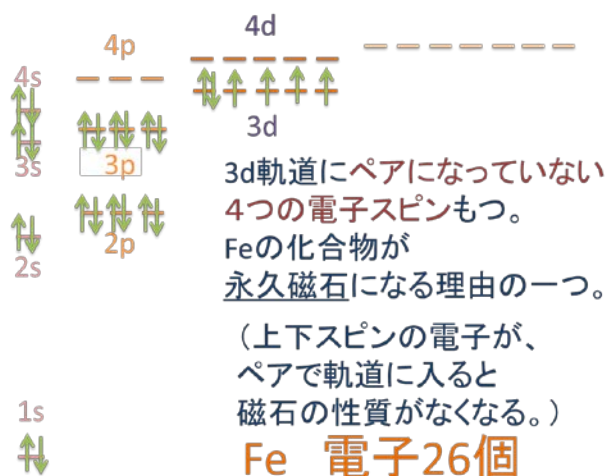 4p
4d
4s
3s
3p
3d
2s
2p
3d軌道にペアになっていない
４つの電子スピンもつ。
Feの化合物が
永久磁石になる理由の一つ。
（上下スピンの電子が、
ペアで軌道に入ると
磁石の性質がなくなる。）
1s
Fe 電子26個